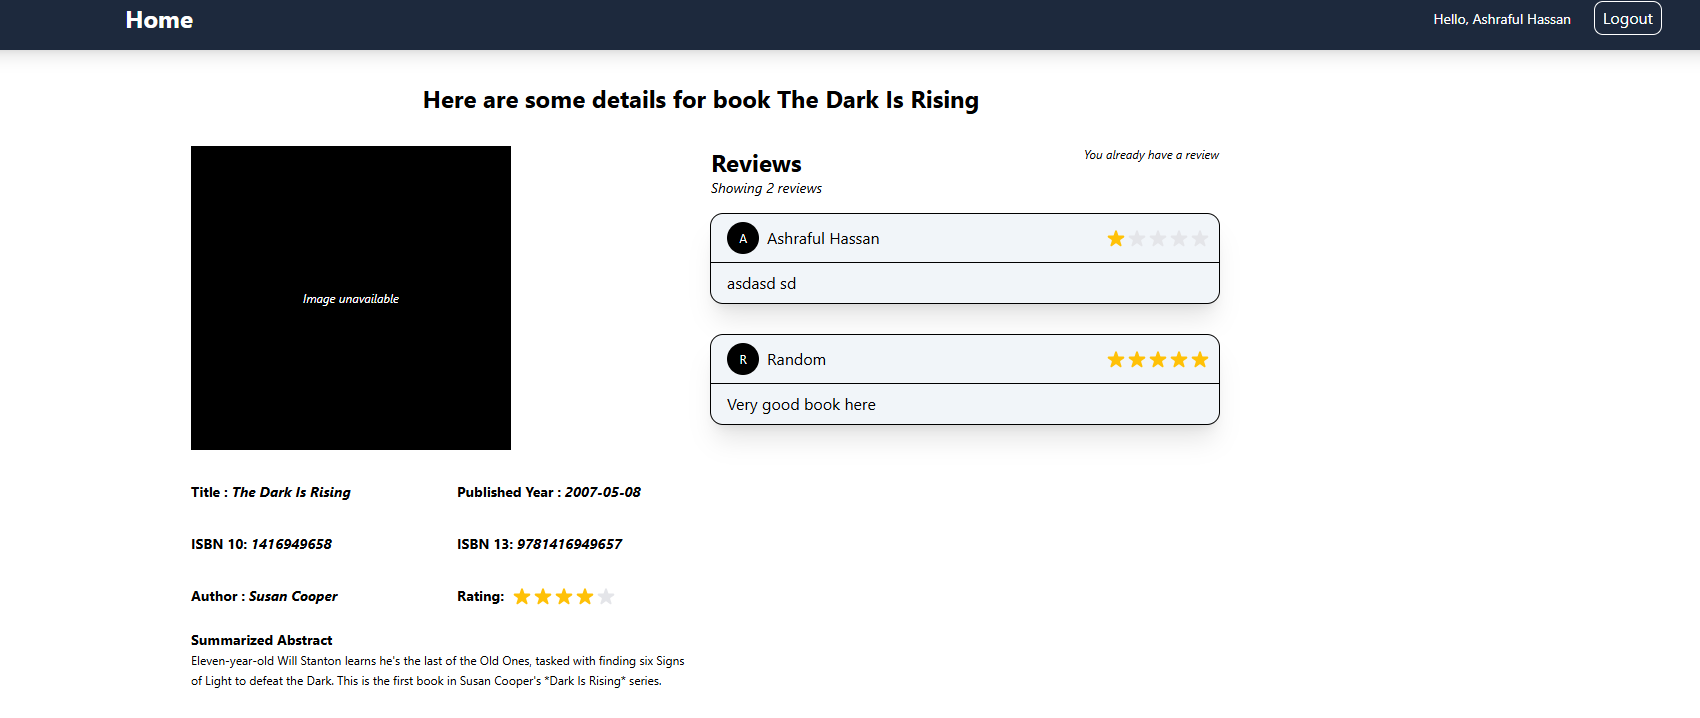 Home
Hello, Ashraful Hassan
Logout
Here are some details for book The Dark Is Rising
Image unavailable
Title : The Dark Is Rising
Published Year : 2007-05-08
ISBN 10: 1416949658
ISBN 13: 9781416949657
Author : Susan Cooper
Rating:
Summarized Abstract
Eleven-year-old Will Stanton learns he's the last of the Old Ones, tasked with finding six Signs
of Light to defeat the Dark. This is the first book in Susan Cooper's *Dark Is Rising* series.
Reviews
You already have a review
Showing 2 reviews
A Ashraful Hassan
asdasd sd
R Random
Very good book here